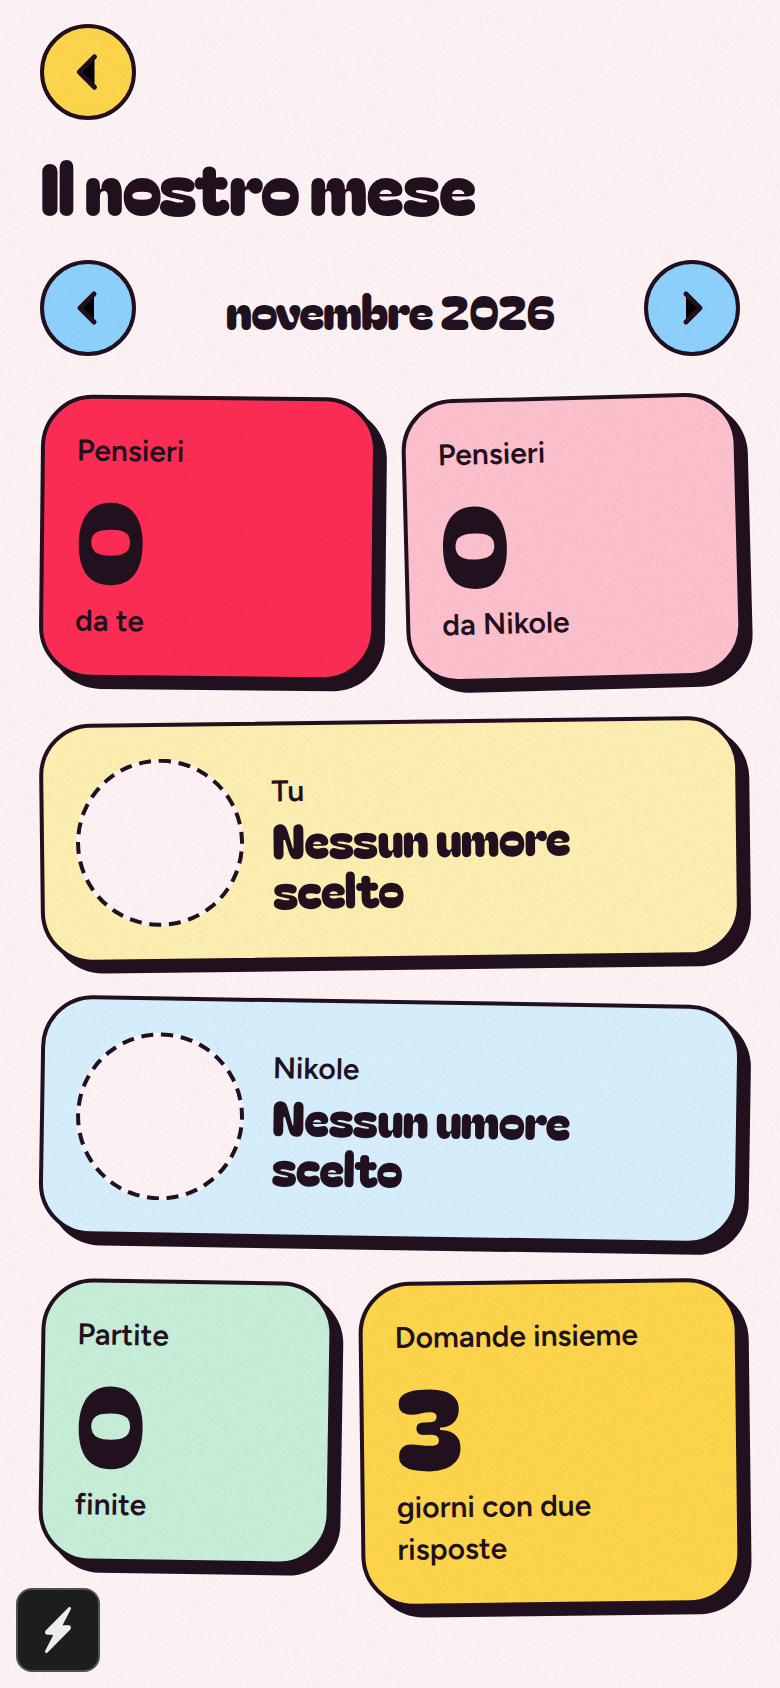 Il nostro mese
novembre 2026
Pensieri
0
da te
Pensieri
0
da Nikole
Tu
Nessun umore
scelto
Nikole
Nessun umore
scelto
Partite
0
finite
Domande insieme
3
giorni con due
risposte